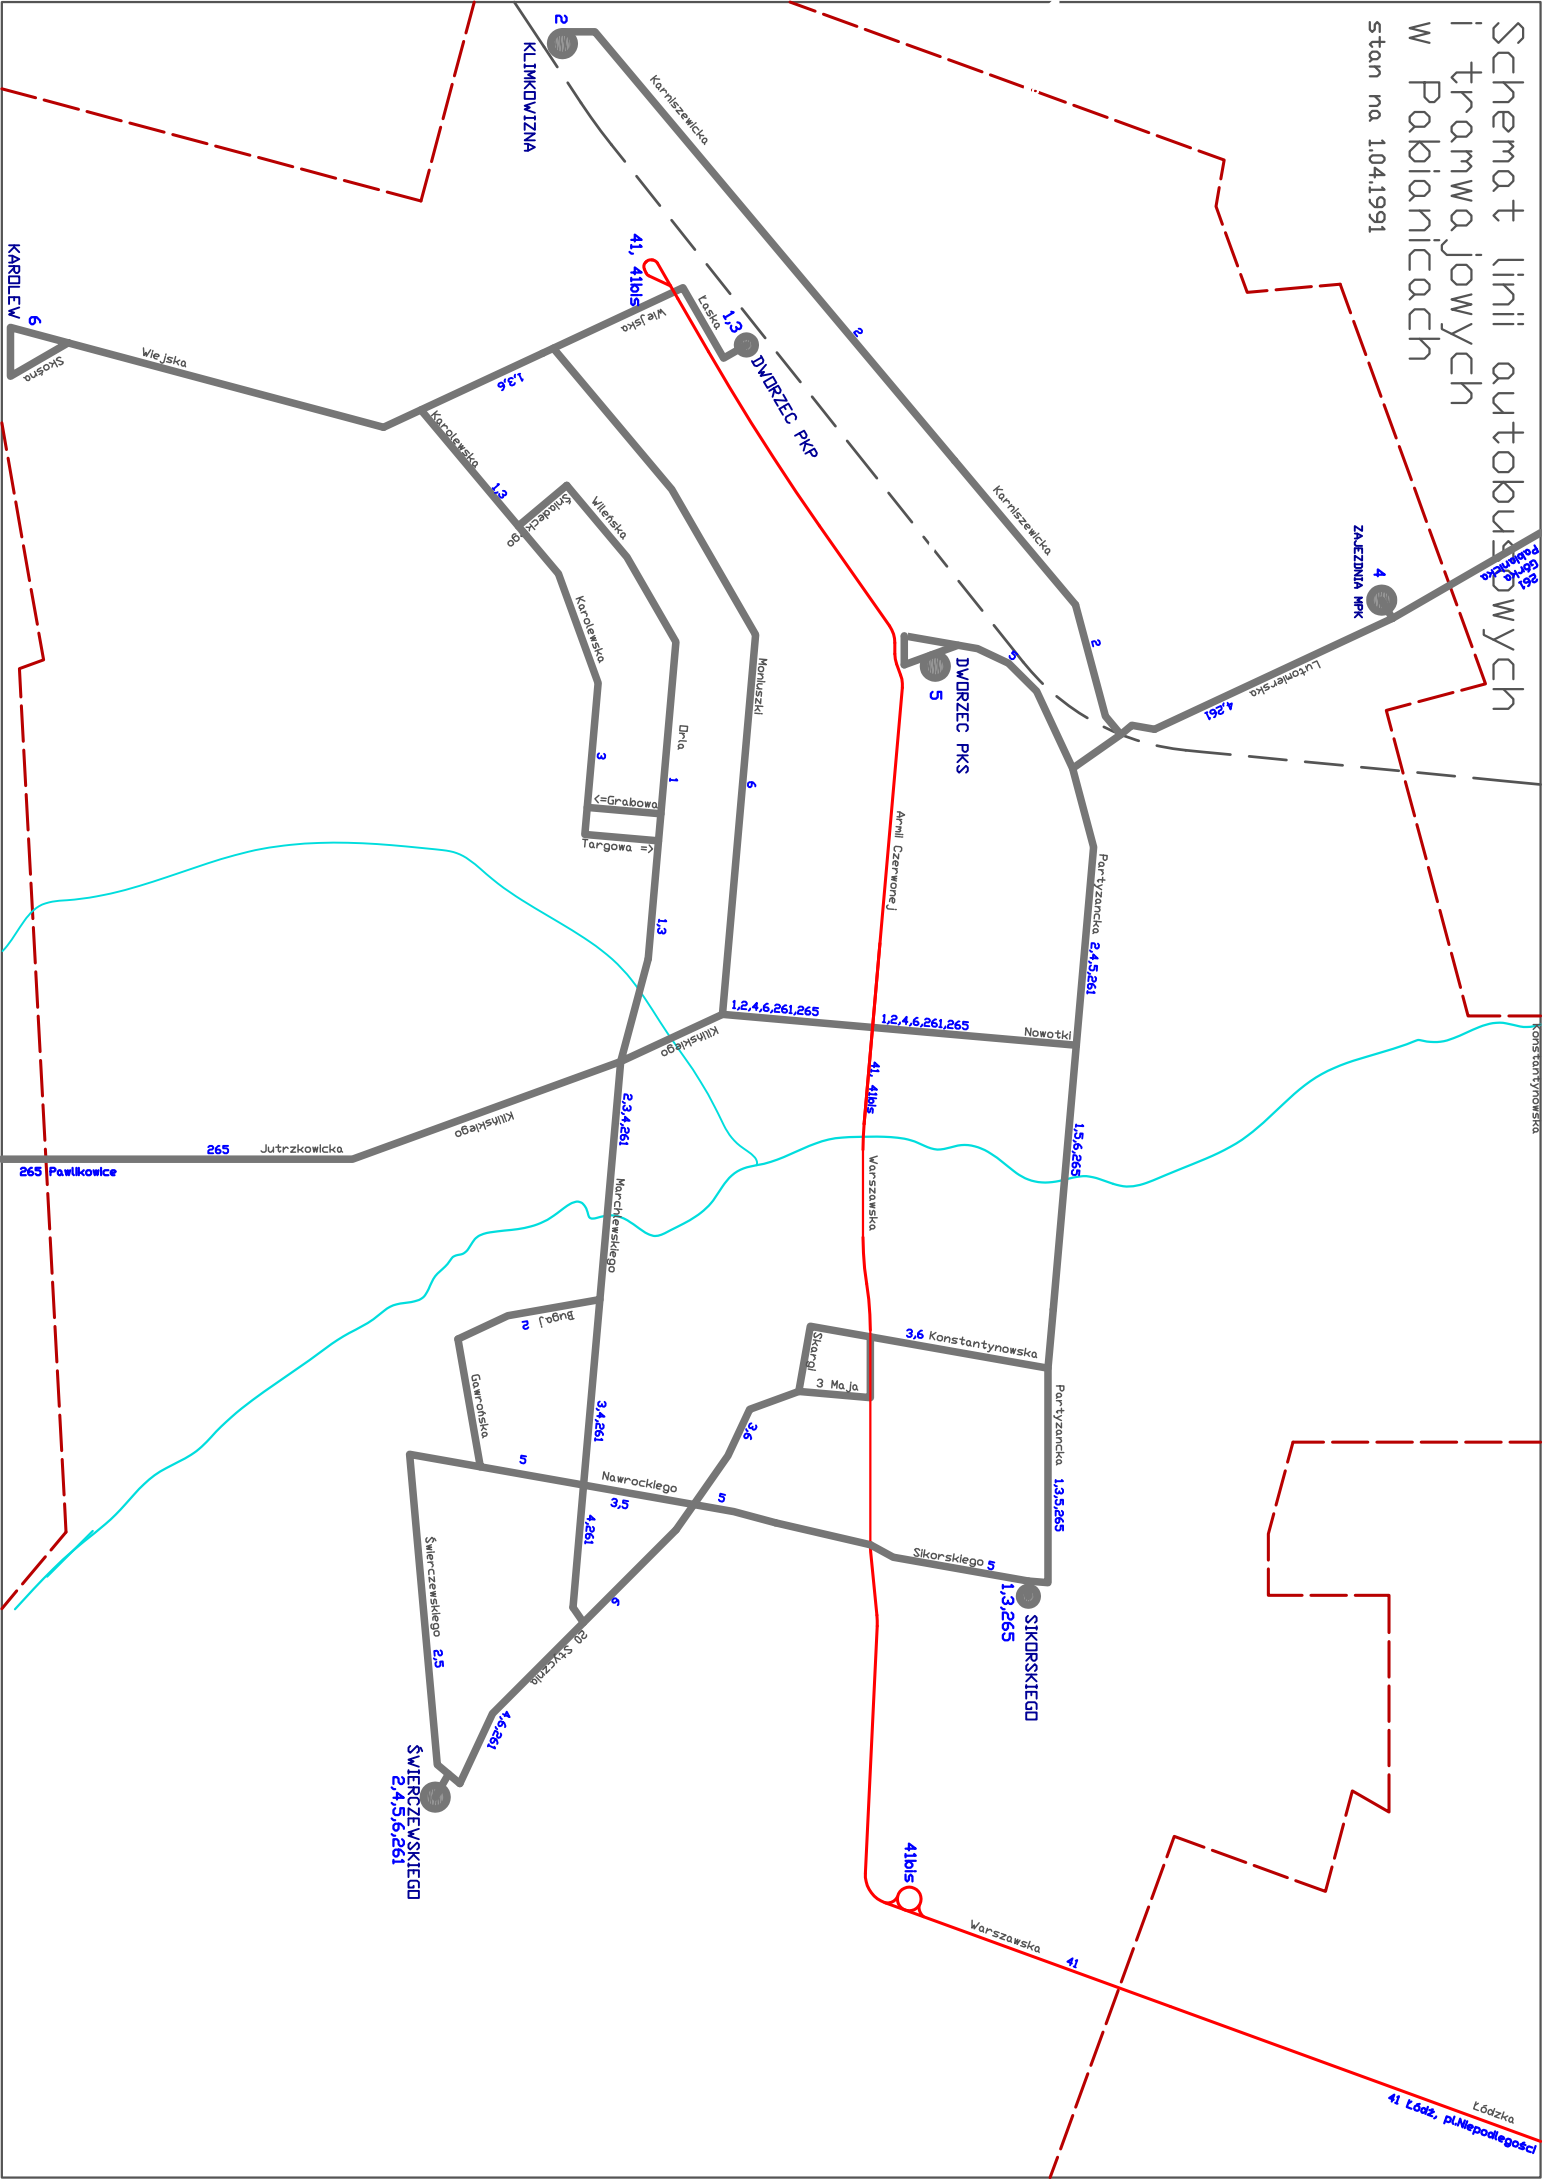 Schemat linii autobusowych
i tramwajowych
w Pabianicach
stan na 1.04.1991
2
KLIMKOWIZNA
Karniszewicka
2
Karniszewicka
2
41, 41bis
Łaska
1,3
DWORZEC PKP
Wiejska
1,3,6
KAROLEW
6
Skośna
Wiejska
Karolewska
1,3
Śniadeckiego
Wileńska
Karolewska
3
Orla
1
Moniuszki
6
<=Grabowa
Targowa =>
1,3
ZAJEZDNIA MPK
4
261
Górka
Pabianicka
Lutomierska
4,261
DWORZEC PKS
5
5
Armii Czerwonej
Partyzancka
2,4,5,261
1,2,4,6,261,265
1,2,4,6,261,265
Nowotki
Konstantynowska
Kilińskiego
Kilińskiego
41, 41bis
2,3,4,261
1,5,6,265
Jutrzkowicka
265
265 Pawlikowice
Marchlewskiego
Warszawska
Bugaj
2
Gawrońska
Skargi
3 Maja
3,6
Konstantynowska
Partyzancka
3,6
3,4,261
5
Nawrockiego
3,5
5
4,261
1,3,5,265
Sikorskiego
5
1,3,265
SIKORSKIEGO
Świerczewskiego
2,5
6
20 Stycznia
4,6,261
ŚWIERCZEWSKIEGO
2,4,5,6,261
41bis
Warszawska
41
Łódzka
41 Łódź, pl.Niepodległości